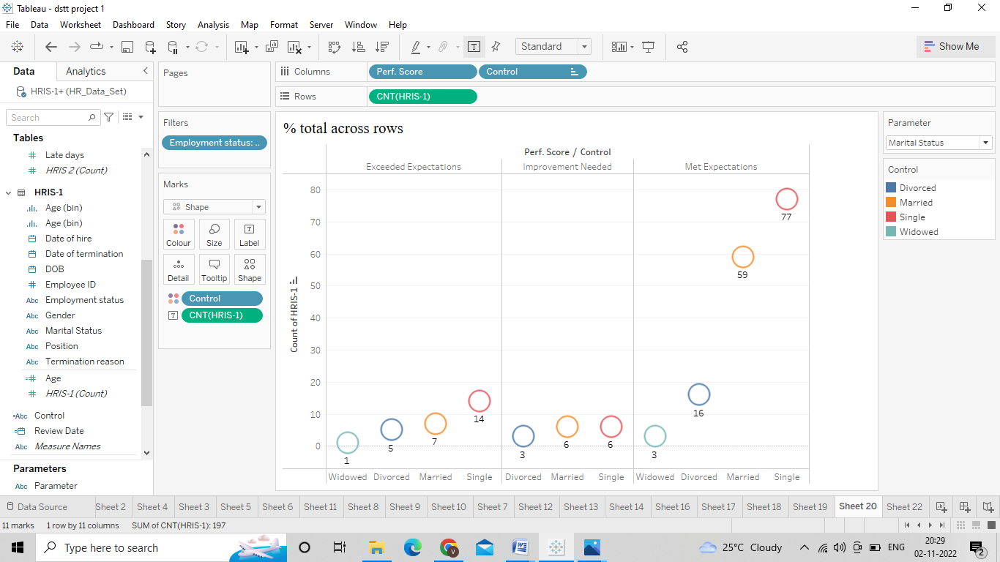 Tableau - dstt project 1
File Data Worksheet Dashboard Story Analysis Map Format Server Window Help
Standard
Show Me
Data Analytics
HRIS-1+ (HR_Data_Set)
Search
Tables
Late days
HRIS 2 (Count)
HRIS-1
Age (bin)
Age (bin)
Date of hire
Date of termination
DOB
Employee ID
Abc Employment status
Abc Gender
Abc Marital Status
Abc Position
Abc Termination reason
Age
HRIS-1 (Count)
=Abc Control
Review Date
Abc Measure Names
Parameters
Abc Parameter
Pages
Filters
Employment status: ..
Marks
Shape
Colour Size Label
Detail Tooltip Shape
Control
CNT(HRIS-1)
Columns Perf. Score Control
Rows CNT(HRIS-1)
% total across rows
Perf. Score / Control
Exceeded Expectations Improvement Needed Met Expectations
Count of HRIS-1
80
70
60
50
40
30
20
10
0
1 5 7 14 3 6 6 3 16 59 77
Widowed Divorced Married Single Divorced Married Single Widowed Divorced Married Single
Parameter
Marital Status
Control
Divorced
Married
Single
Widowed
Data Source Sheet 2 Sheet 4 Sheet 3 Sheet 5 Sheet 6 Sheet 11 Sheet 8 Sheet 9 Sheet 10 Sheet 7 Sheet 12 Sheet 13 Sheet 14 Sheet 16 Sheet 17 Sheet 18 Sheet 19 Sheet 20 Sheet 22
11 marks 1 row by 11 columns SUM of CNT(HRIS-1): 197
Type here to search
V
W
25°C Cloudy
ENG
20:29
02-11-2022
2